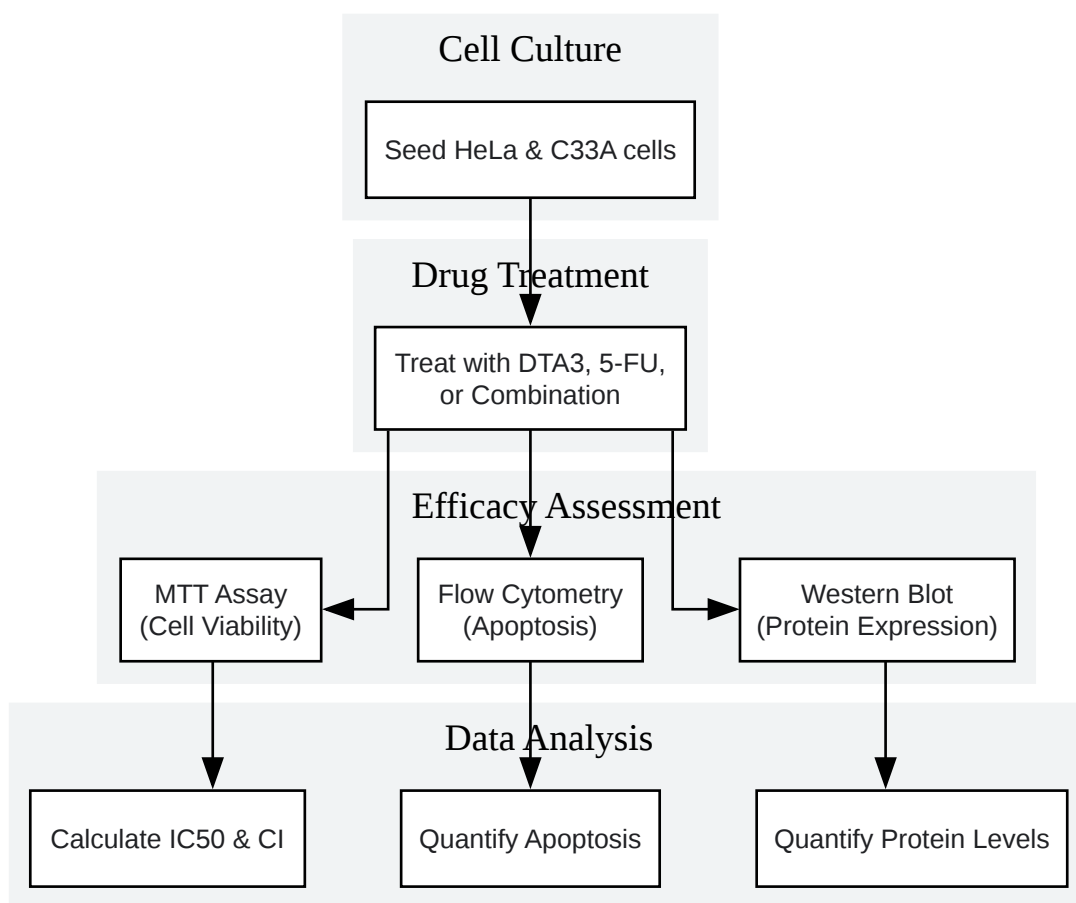 Cell Culture
Seed HeLa & C33A cells
Drug Treatment
Treat with DTA3, 5-FU,
or Combination
Efficacy Assessment
MTT Assay
(Cell Viability)
Flow Cytometry
(Apoptosis)
Western Blot
(Protein Expression)
Data Analysis
Calculate IC50 & CI
Quantify Apoptosis
Quantify Protein Levels